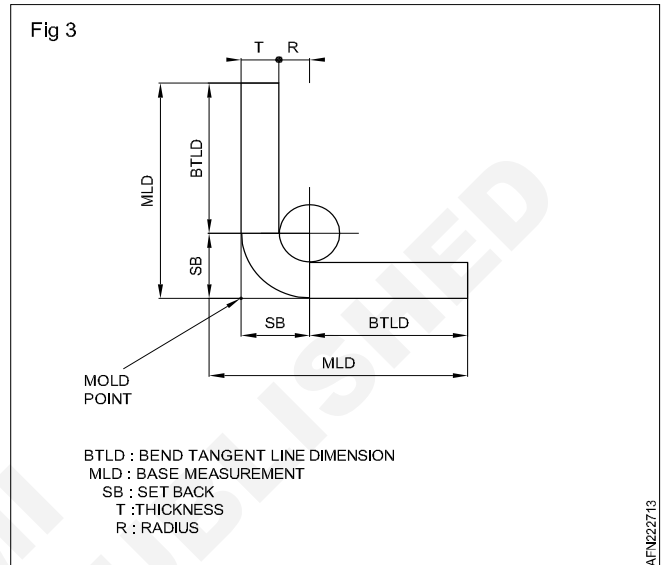 Fig 3
T R
MLD
BTLD
SB
SB
BTLD
MLD
MOLD
POINT
BTLD : BEND TANGENT LINE DIMENSION
MLD : BASE MEASUREMENT
SB : SET BACK
T :THICKNESS
R : RADIUS
AFN222713